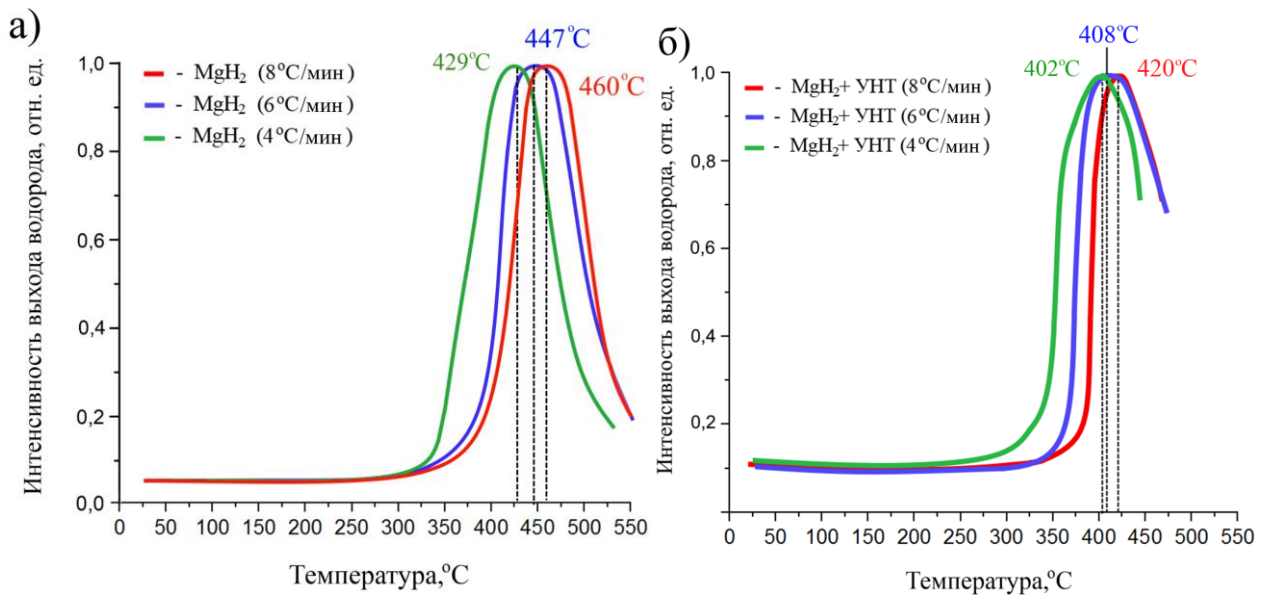 а)
429°C
447°C
460°C
- MgH₂ (8°С/мин)
- MgH₂ (6°С/мин)
- MgH₂ (4°С/мин)
Интенсивность выхода водорода, отн. ед.
1,0
0,8
0,6
0,4
0,2
0,0
0 50 100 150 200 250 300 350 400 450 500 550
Температура,°С
б)
408°C
402°C
420°C
- MgH₂+ УНТ (8°С/мин)
- MgH₂+ УНТ (6°С/мин)
- MgH₂+ УНТ (4°С/мин)
Интенсивность выхода водорода, отн. ед.
1,0
0,8
0,6
0,4
0,2
0 50 100 150 200 250 300 350 400 450 500 550
Температура,°С